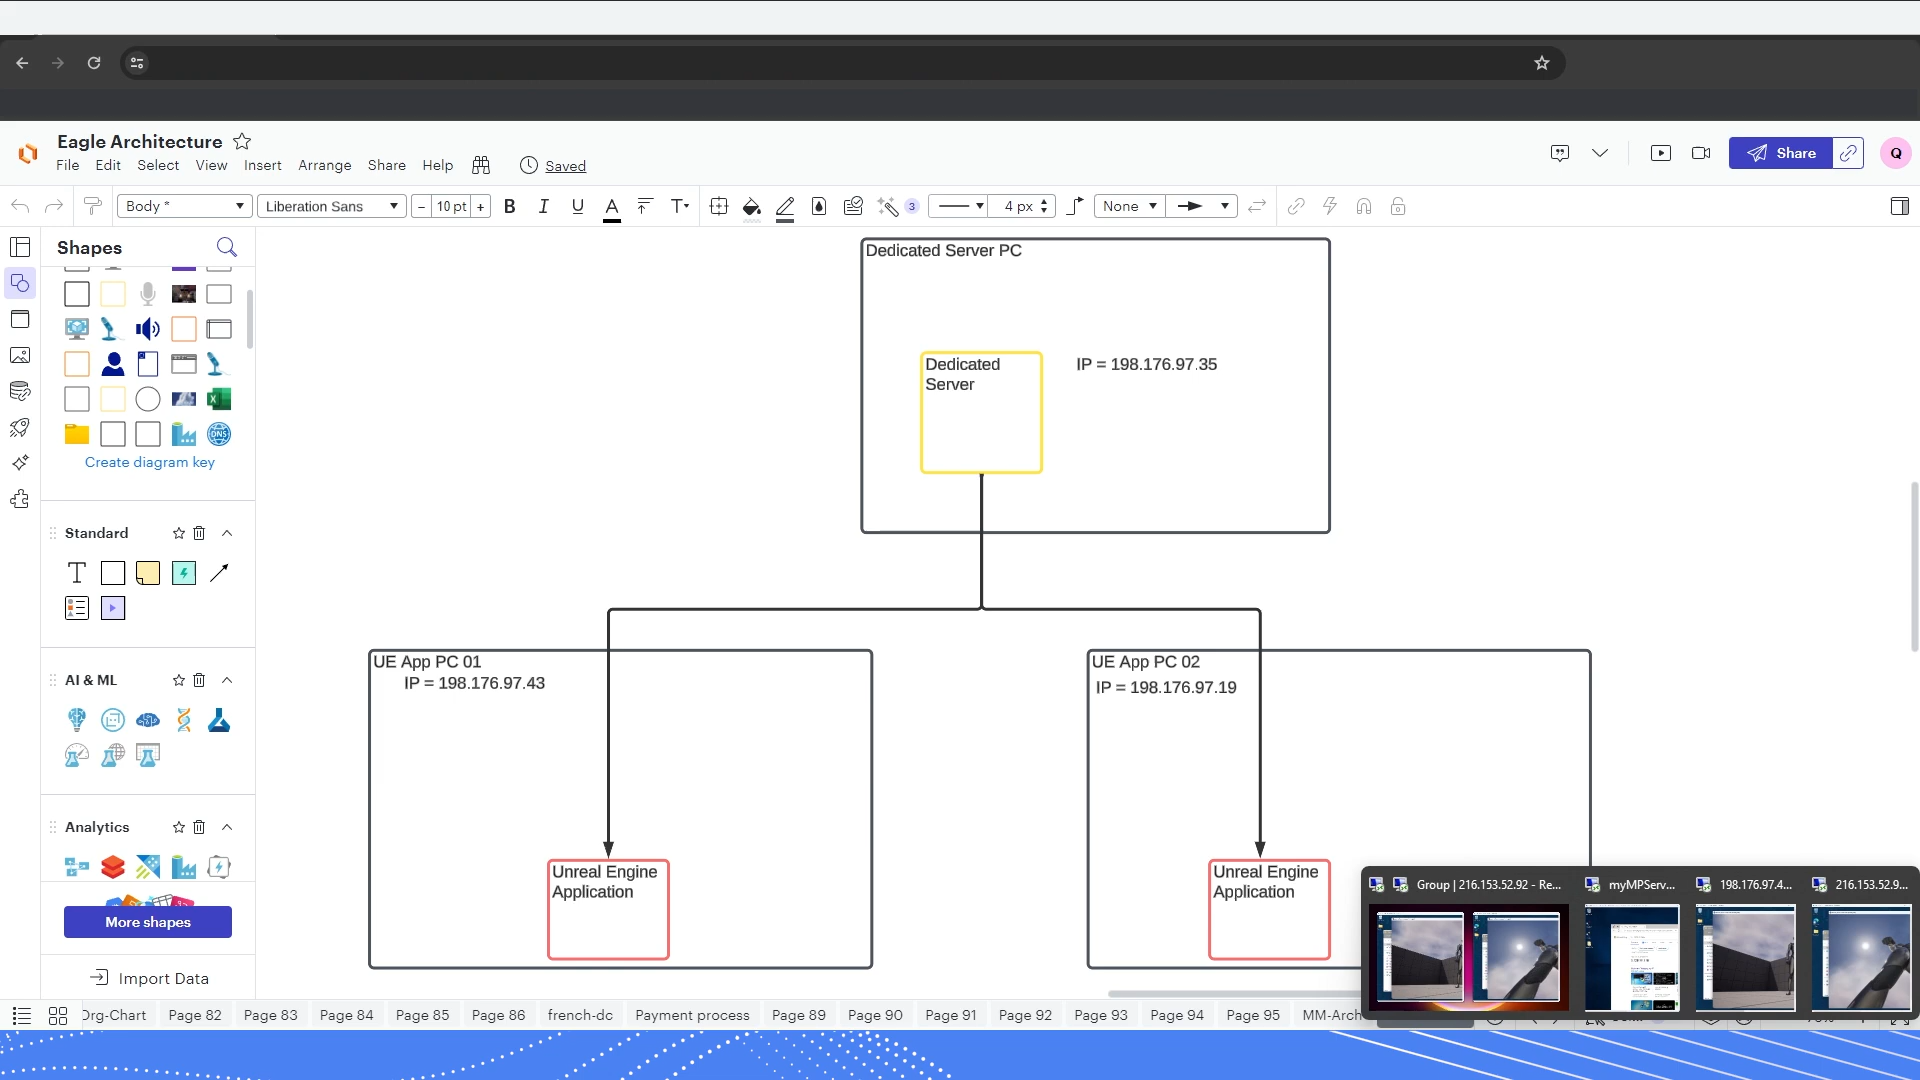 Eagle Architecture
File Edit Select View Insert Arrange Share Help Saved
Share
Q
Body * Liberation Sans - 10 pt + B I U A T 3 4 px None
Shapes
Create diagram key
Standard
T
AI & ML
Analytics
More shapes
Import Data
DNS
Dedicated Server PC
Dedicated
Server
IP = 198.176.97.35
UE App PC 01
IP = 198.176.97.43
Unreal Engine
Application
UE App PC 02
IP = 198.176.97.19
Unreal Engine
Application
Group | 216.153.52.92 - Re...
myMPServ...
198.176.97.4...
216.153.52.9...
Org-Chart Page 82 Page 83 Page 84 Page 85 Page 86 french-dc Payment process Page 89 Page 90 Page 91 Page 92 Page 93 Page 94 Page 95 MM-Arch